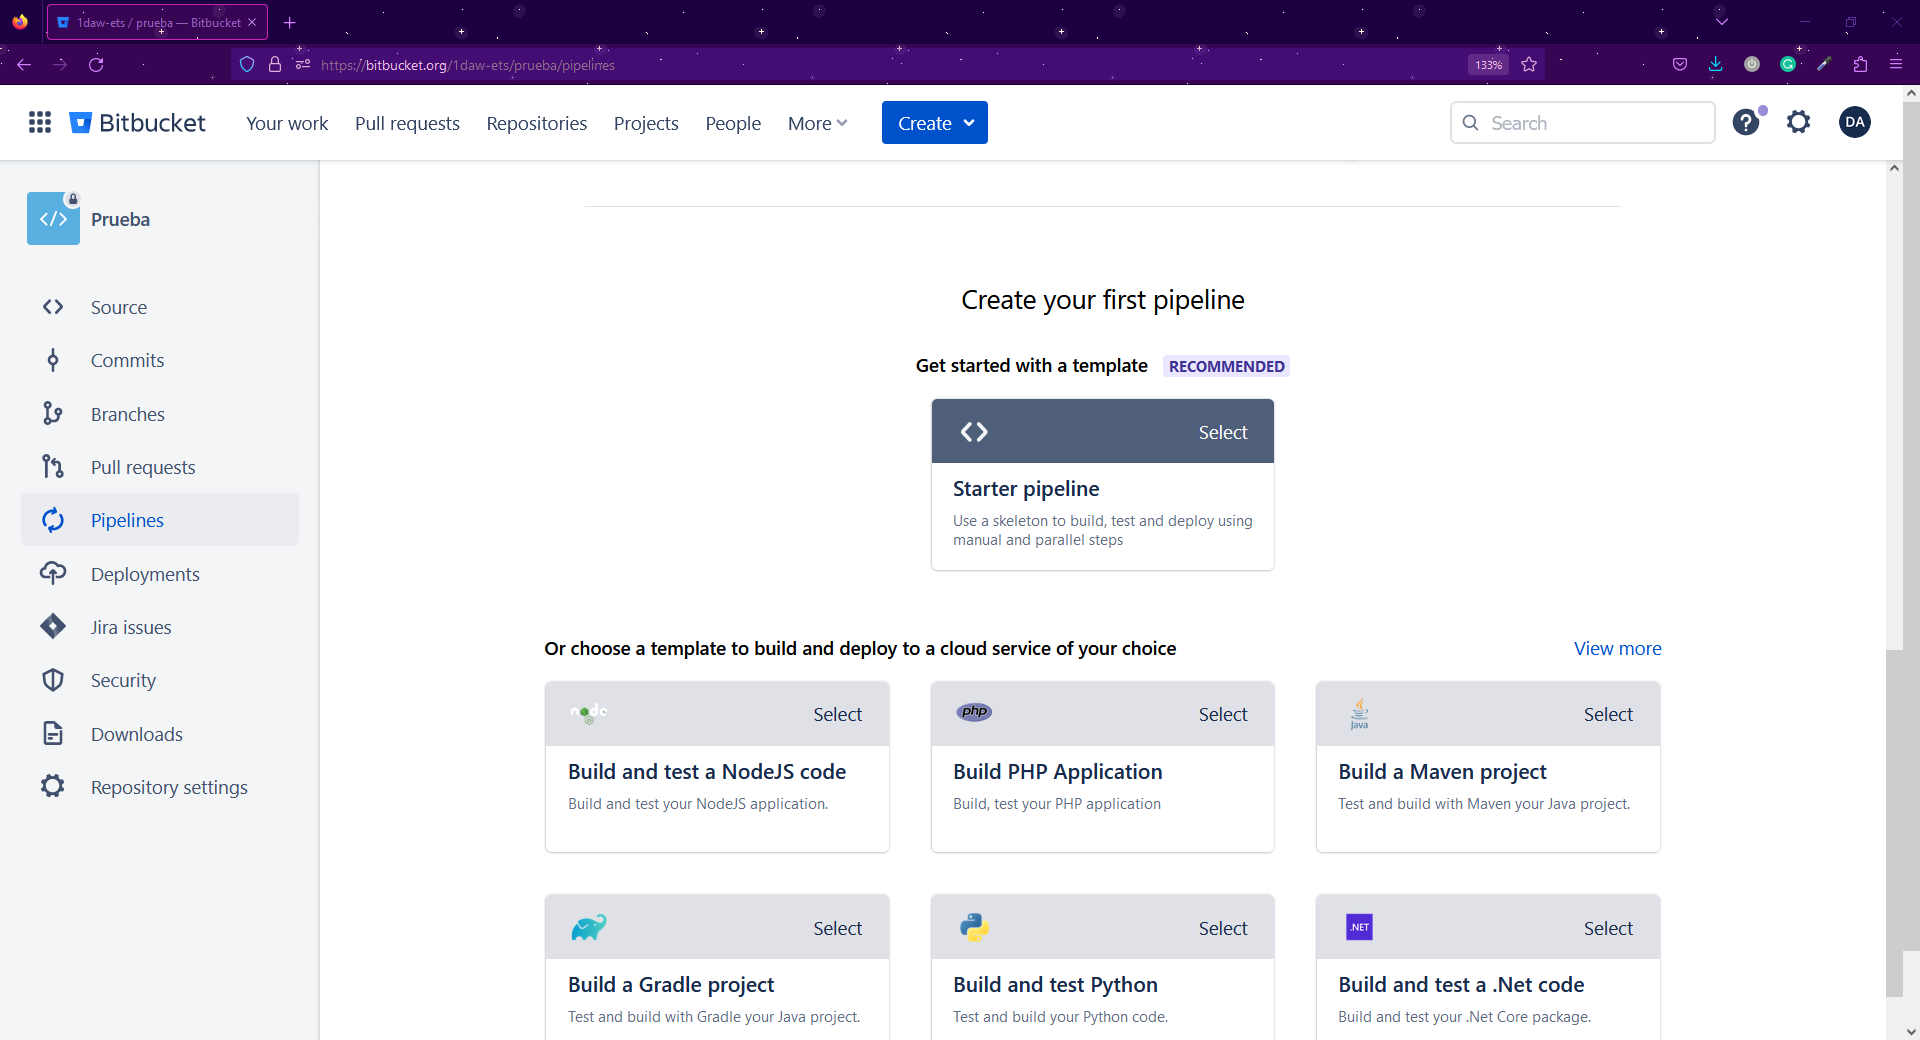 1daw-ets / prueba — Bitbucket
https://bitbucket.org/1daw-ets/prueba/pipelines
133%
Bitbucket
Your work
Pull requests
Repositories
Projects
People
More
Create
Search
DA
Prueba
Source
Commits
Branches
Pull requests
Pipelines
Deployments
Jira issues
Security
Downloads
Repository settings
Create your first pipeline
Get started with a template RECOMMENDED
Select
Starter pipeline
Use a skeleton to build, test and deploy using
manual and parallel steps
Or choose a template to build and deploy to a cloud service of your choice
View more
node
Select
Build and test a NodeJS code
Build and test your NodeJS application.
php
Select
Build PHP Application
Build, test your PHP application
Java
Select
Build a Maven project
Test and build with Maven your Java project.
Select
Build a Gradle project
Test and build with Gradle your Java project.
Select
Build and test Python
Test and build your Python code.
.NET
Select
Build and test a .Net code
Build and test your .Net Core package.